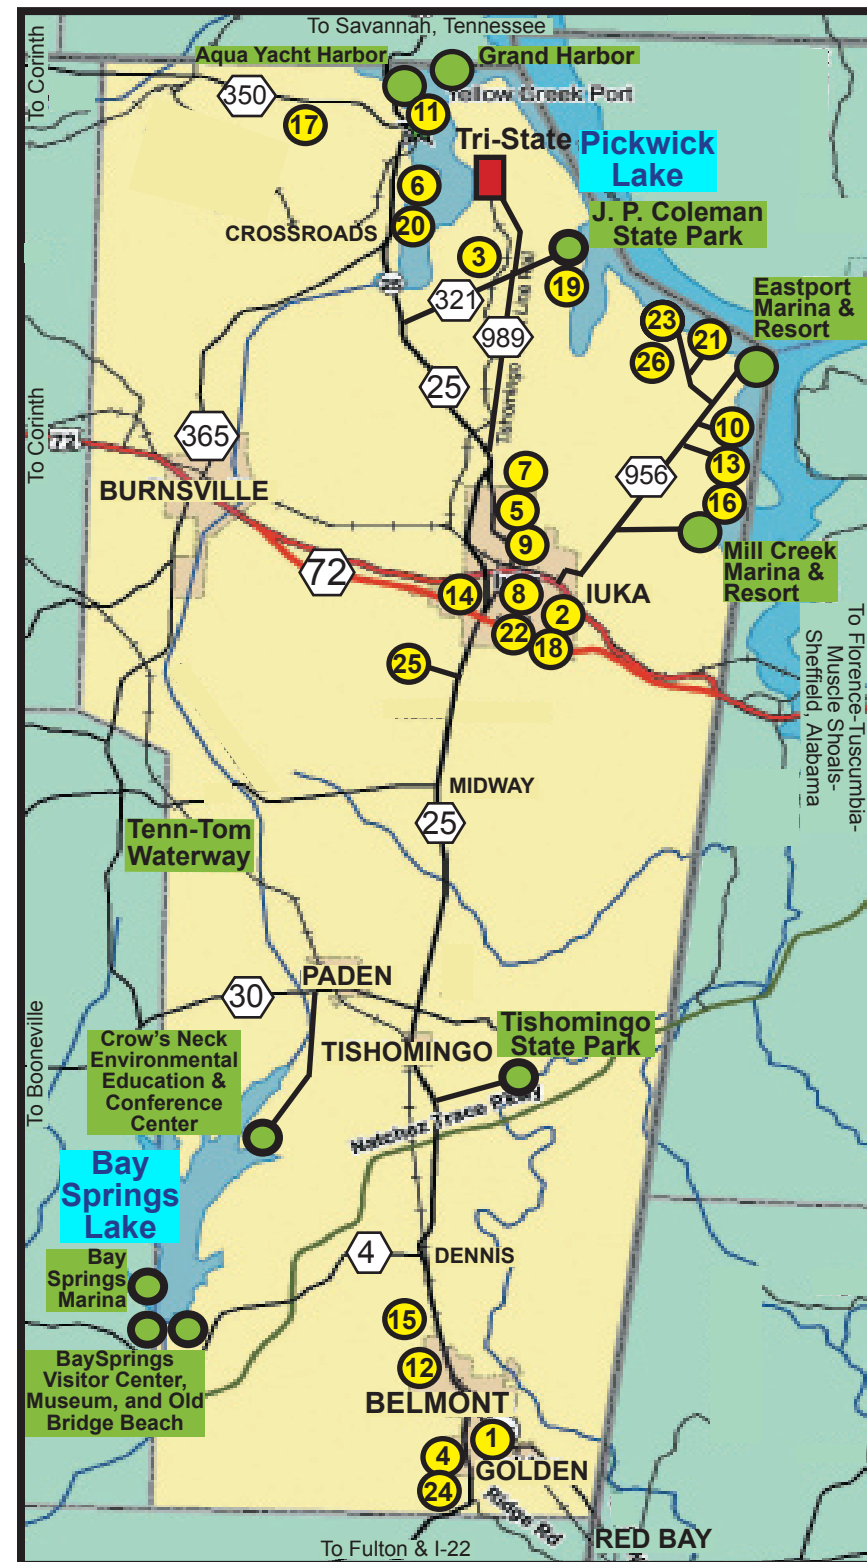 To Savannah, Tennessee
To Corinth
Aqua Yacht Harbor
Grand Harbor
Yellow Creek Port
350
17
11
Tri-State
Pickwick
Lake
6
20
CROSSROADS
J. P. Coleman
State Park
3
19
25
321
Eastport
Marina &
Resort
23
21
26
989
25
Tishomingo
To Corinth
72
365
10
13
956
7
BURNSVILLE
5
16
9
Mill Creek
Marina &
Resort
72
14
8
IUKA
2
22
18
25
To Florence-Tuscumbia-
Muscle Shoals-
Sheffield, Alabama
MIDWAY
25
Tenn-Tom
Waterway
PADEN
30
To Booneville
Tishomingo
State Park
TISHOMINGO
Crow's Neck
Environmental
Education &
Conference
Center
Natchez Trace Pkwy
Bay
Springs
Lake
4
DENNIS
Bay
Springs
Marina
15
BaySprings
Visitor Center,
Museum, and Old
Bridge Beach
12
BELMONT
1
4
GOLDEN
24
Ridge Rd
RED BAY
To Fulton & I-22